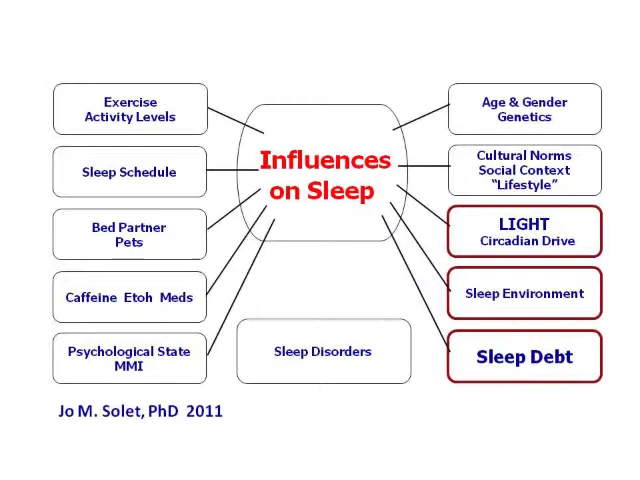 Exercise
Activity Levels
Sleep Schedule
Bed Partner
Pets
Caffeine Etoh Meds
Psychological State
MMI
Influences
on Sleep
Sleep Disorders
Age & Gender
Genetics
Cultural Norms
Social Context
“Lifestyle”
LIGHT
Circadian Drive
Sleep Environment
Sleep Debt
Jo M. Solet, PhD 2011